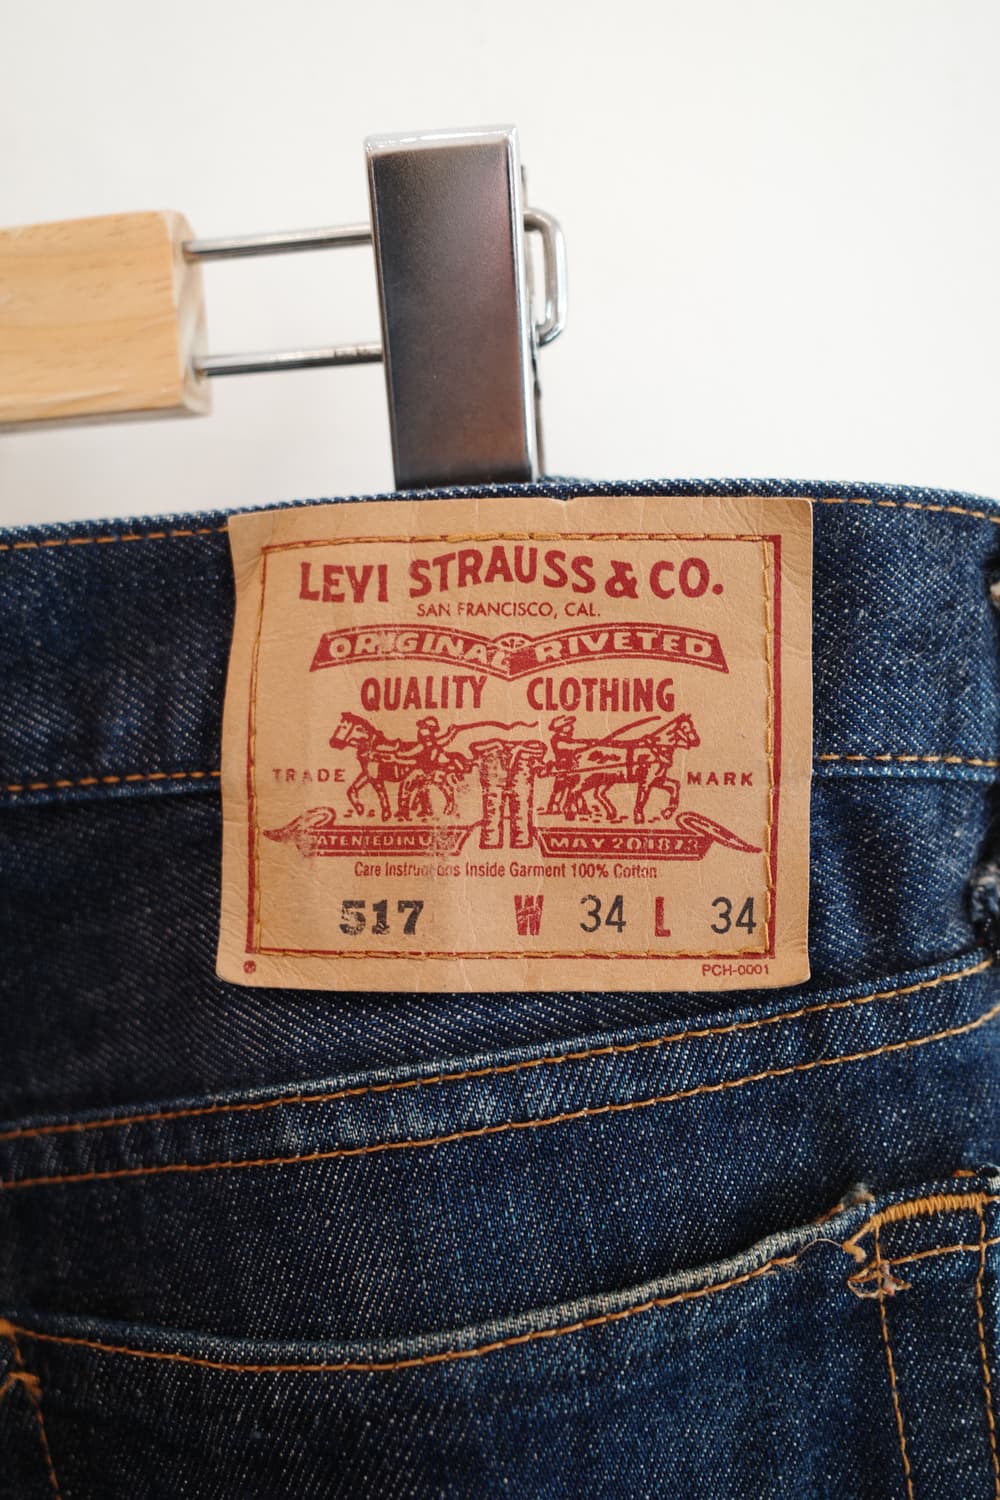 LEVI STRAUSS & CO.
SAN FRANCISCO, CAL.
ORIGINAL RIVETED
QUALITY CLOTHING
TRADE MARK
MAY 20 1873
Care Instructions Inside Garment 100% Cotton
517 W 34 L 34
PCH-0001